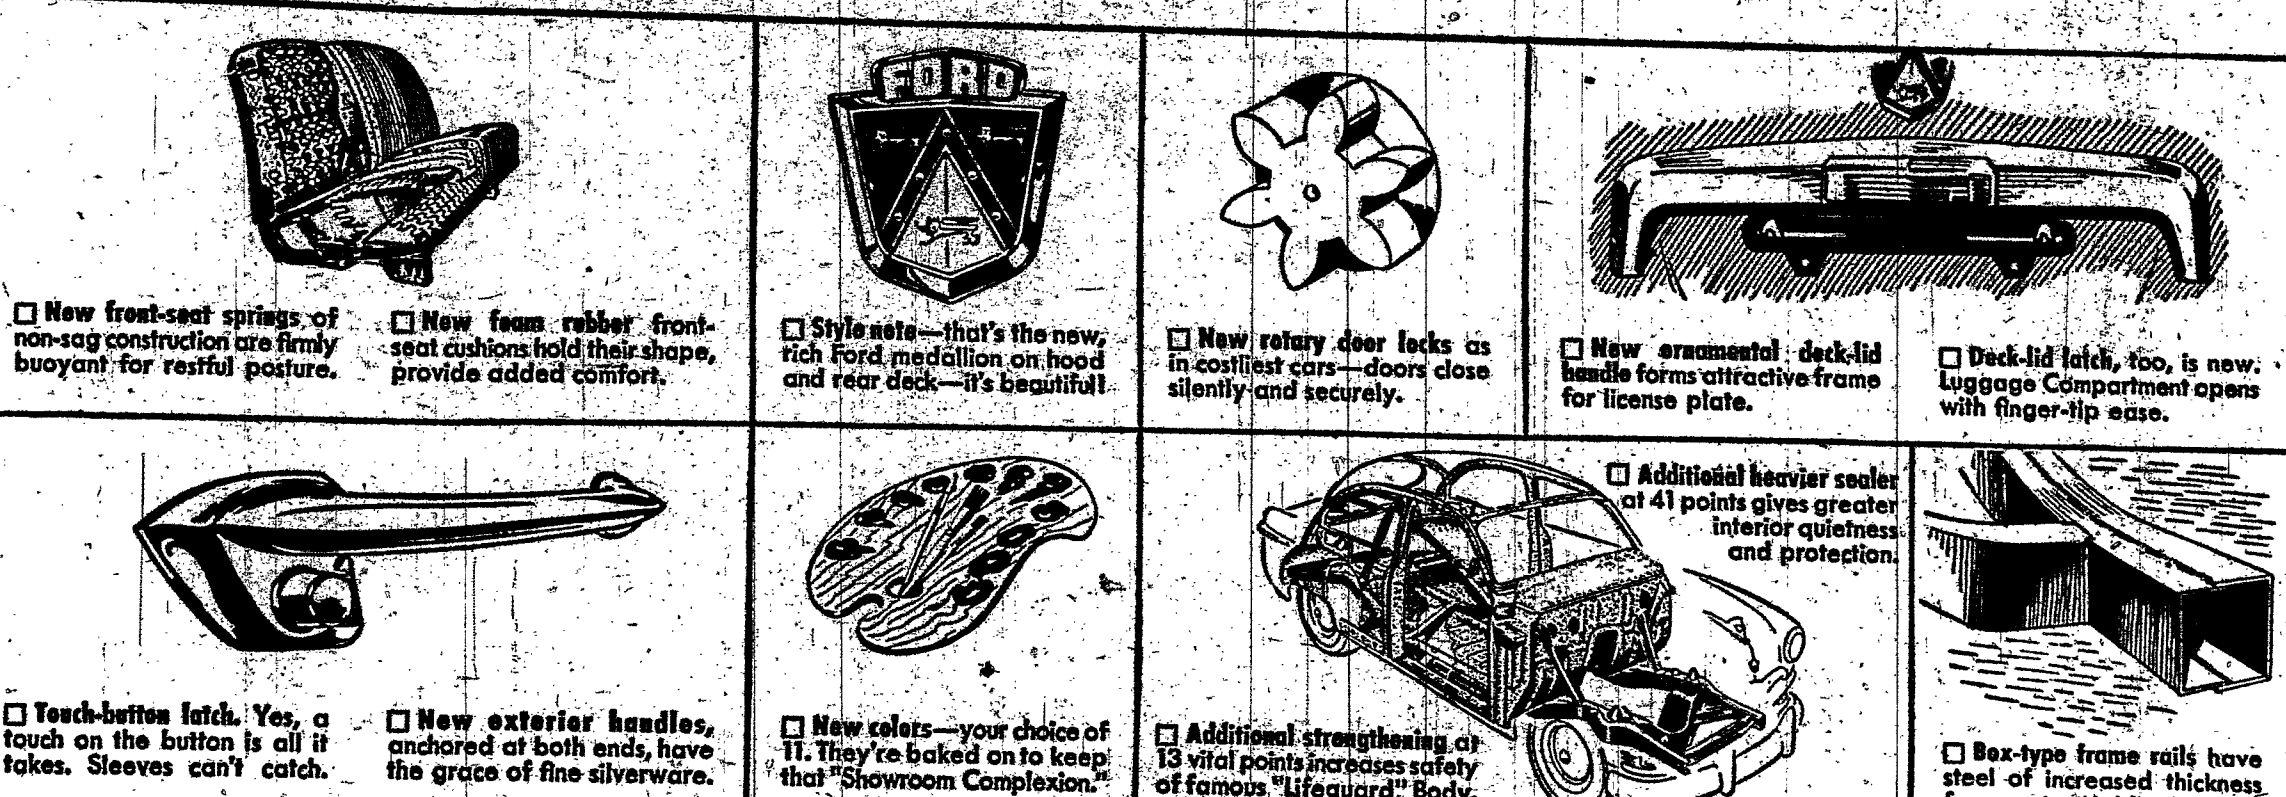 FORD
☐ New front-seat springs of
non-sag construction are firmly
buoyant for restful posture.
☐ New foam rubber front-
seat cushions hold their shape,
provide added comfort.
☐ Style note—that's the new,
rich Ford medallion on hood
and rear deck—it's beautiful!
☐ New rotary door locks as
in costliest cars—doors close
silently and securely.
☐ New ornamental deck-lid
handle forms attractive frame
for license plate.
☐ Deck-lid latch, too, is new.
Luggage Compartment opens
with finger-tip ease.
☐ Touch-button latch. Yes, a
touch on the button is all it
takes. Sleeves can't catch.
☐ New exterior handles,
anchored at both ends, have
the grace of fine silverware.
☐ New colors—your choice of
11. They're baked on to keep
that "Showroom Complexion."
☐ Additional heavier sealer
at 41 points gives greater
interior quietness
and protection.
☐ Additional strengthening at
13 vital points increases safety
of famous "Lifeguard" Body.
☐ Box-type frame rails have
steel of increased thickness